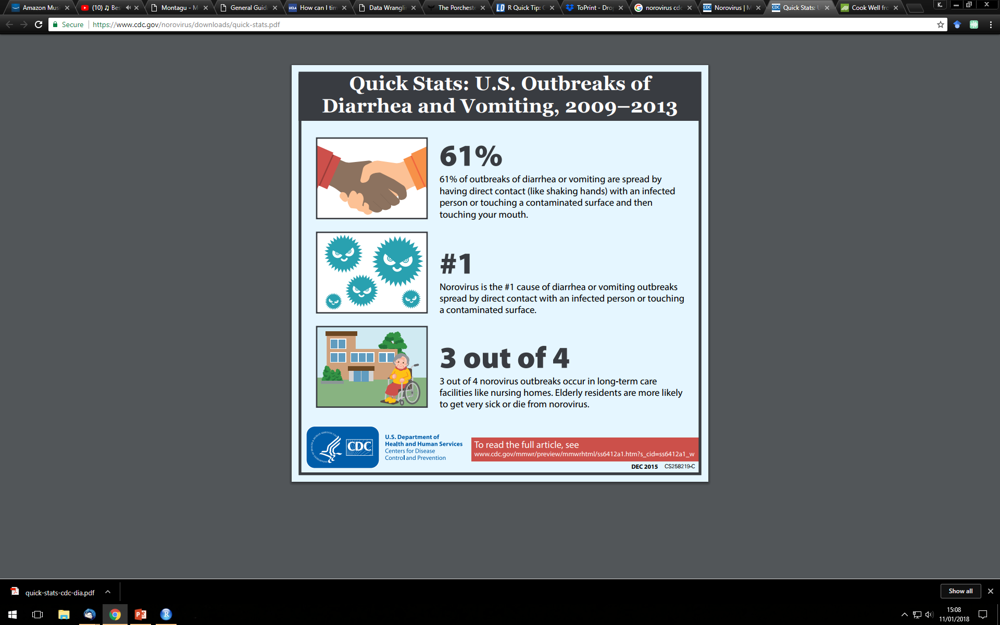 Amazon Mus
(10) ♫ Bes
Montagu - M
General Guid
UCLA How can I tim
Data Wrangli
The Porcheste
LD R Quick Tip: C
ToPrint - Dro
G norovirus cdc
CDC Norovirus | M
CDC Quick Stats: U
Cook Well fro
K.
Secure | https://www.cdc.gov/norovirus/downloads/quick-stats.pdf
Quick Stats: U.S. Outbreaks of
Diarrhea and Vomiting, 2009–2013
61%
61% of outbreaks of diarrhea or vomiting are spread by
having direct contact (like shaking hands) with an infected
person or touching a contaminated surface and then
touching your mouth.
#1
Norovirus is the #1 cause of diarrhea or vomiting outbreaks
spread by direct contact with an infected person or touching
a contaminated surface.
3 out of 4
3 out of 4 norovirus outbreaks occur in long-term care
facilities like nursing homes. Elderly residents are more likely
to get very sick or die from norovirus.
CDC
U.S. Department of
Health and Human Services
Centers for Disease
Control and Prevention
To read the full article, see
www.cdc.gov/mmwr/preview/mmwrhtml/ss6412a1.htm?s_cid=ss6412a1_w
DEC 2015 CS258219-C
quick-stats-cdc-dia.pdf
Show all
15:08
11/01/2018